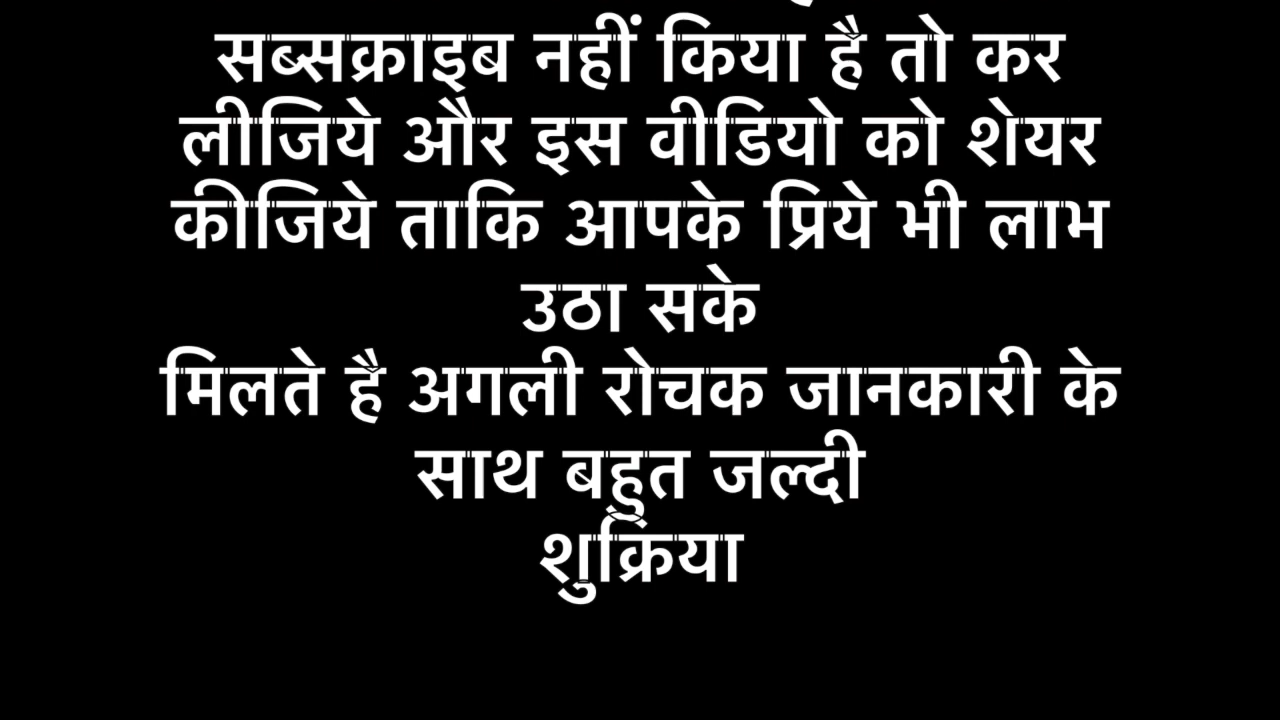 सब्सक्राइब नहीं किया है तो कर
लीजिये और इस वीडियो को शेयर
कीजिये ताकि आपके प्रिये भी लाभ
उठा सके
मिलते है अगली रोचक जानकारी के
साथ बहुत जल्दी
शुक्रिया